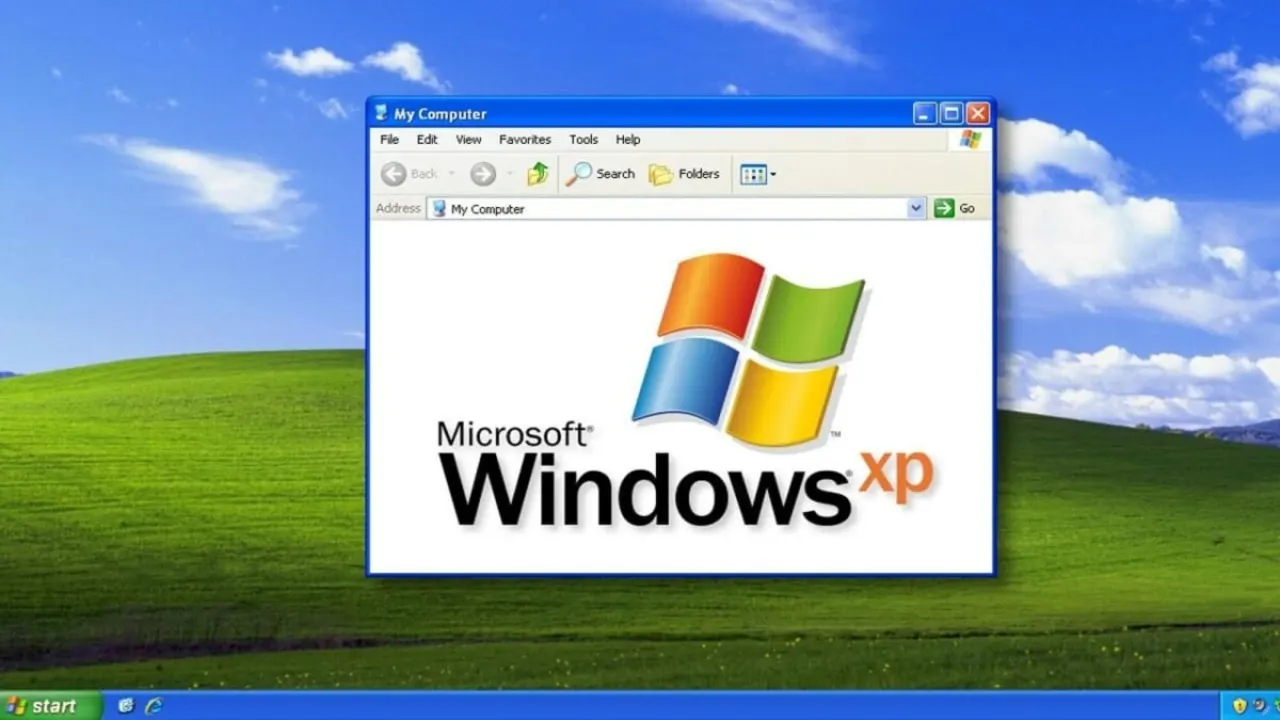 My Computer
File Edit View Favorites Tools Help
Back Search Folders
Address My Computer Go
Microsoft®
Windows® xp ™
start